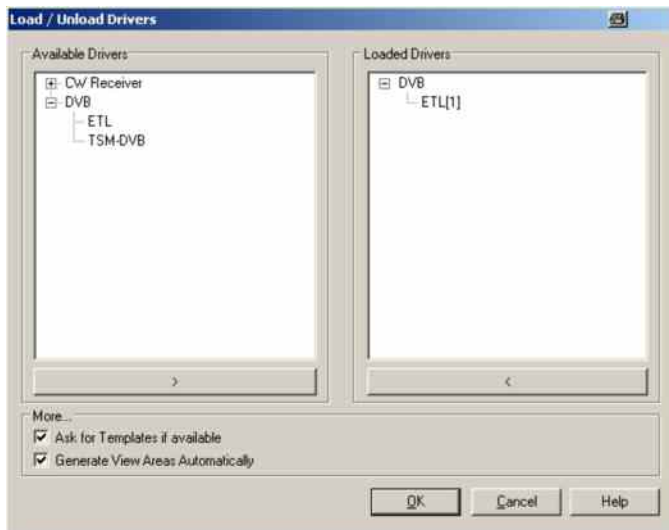 Load / Unload Drivers
Available Drivers
CW Receiver
DVB
ETL
TSM-DVB
>
Loaded Drivers
DVB
ETL[1]
<
More...
Ask for Templates if available
Generate View Areas Automatically
OK
Cancel
Help